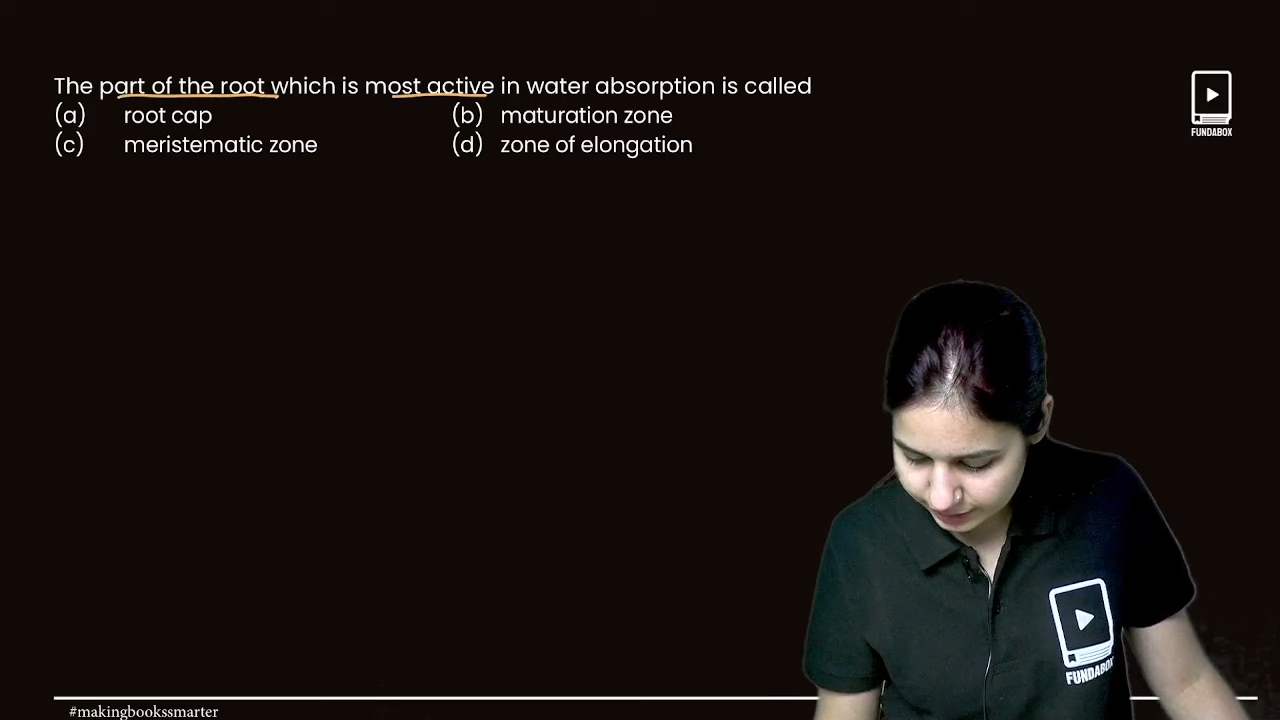 The part of the root which is most active in water absorption is called
(a) root cap (b) maturation zone
(c) meristematic zone (d) zone of elongation
FUNDABOX
FUNDABOX
#makingbookssmarter